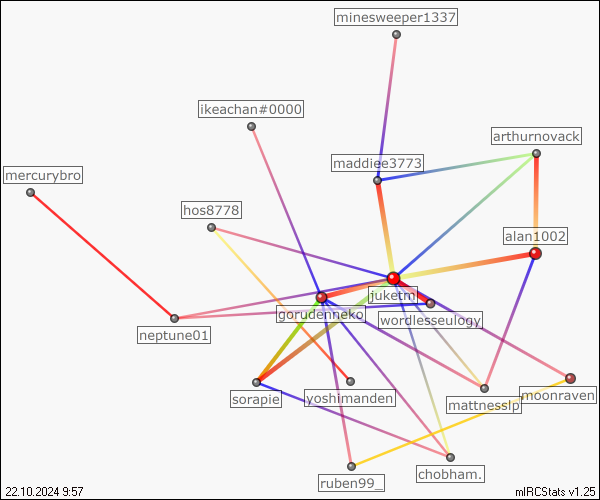 minesweeper1337
ikeachan#0000
arthurnovack
maddiee3773
mercurybro
hos8778
alan1002
juketml
gorudenneko
wordlesseulogy
neptune01
sorapie
yoshimanden
mattnesslp
moonraven
chobham.
ruben99_
22.10.2024 9:57
mIRCStats v1.25